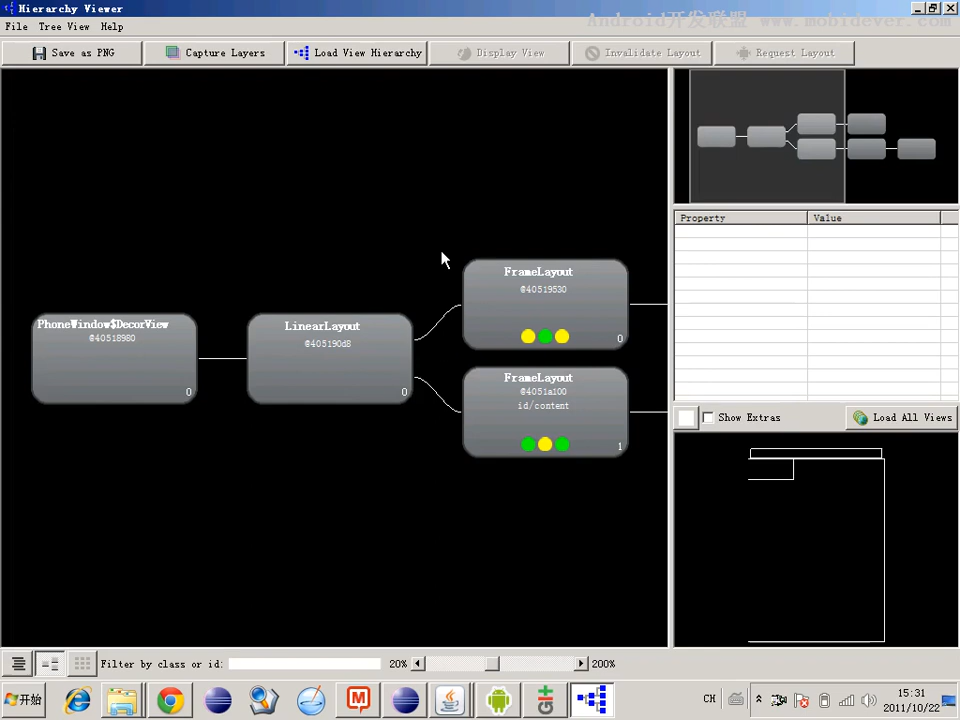 Hierarchy Viewer
Android开发联盟 www.mobidever.com
File Tree View Help
Save as PNG
Capture Layers
Load View Hierarchy
Display View
Invalidate Layout
Request Layout
Property Value
FrameLayout
@40519530
0
PhoneWindow$DecorView
@40518980
0
LinearLayout
@405190d8
0
FrameLayout
@4051a100
id/content
1
Show Extras
Load All Views
Filter by class or id:
20%
200%
开始
CH
15:31
2011/10/22